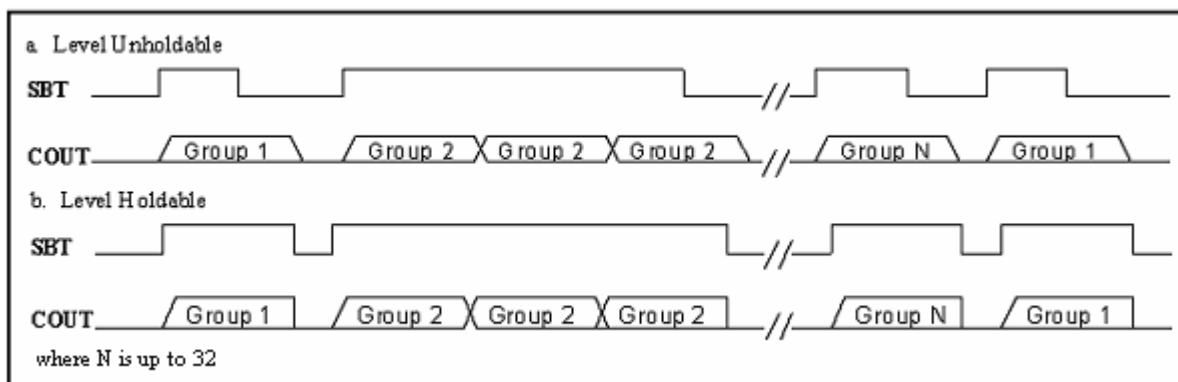 a. Level Unholdable
SBT //
COUT Group 1 Group 2 Group 2 Group 2 // Group N Group 1
b. Level Holdable
SBT //
COUT Group 1 Group 2 Group 2 Group 2 // Group N Group 1
where N is up to 32